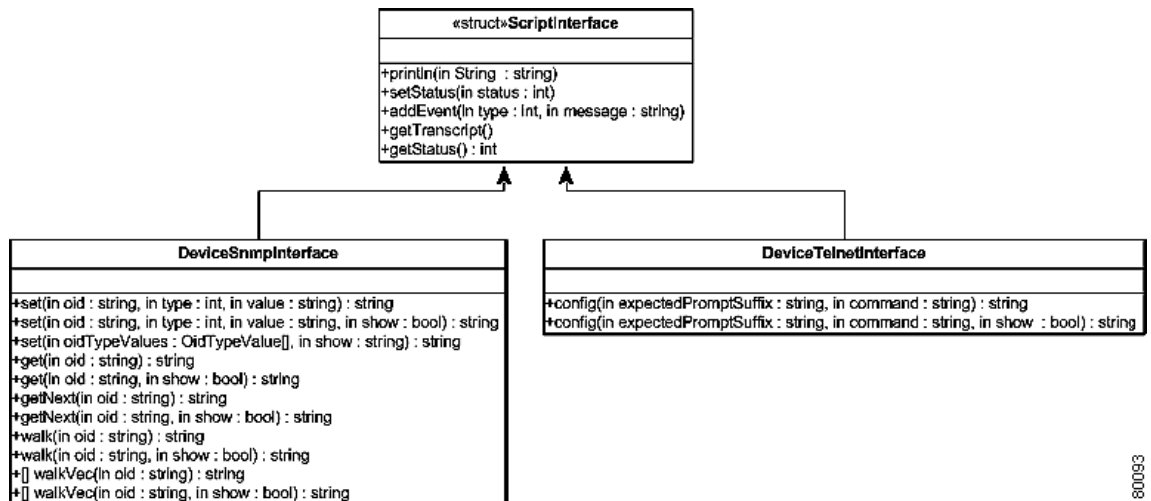 «struct»ScriptInterface
+println(in String : string)
+setStatus(in status : int)
+addEvent(in type : int, in message : string)
+getTranscript()
+getStatus() : int
DeviceSnmpInterface
+set(in oid : string, in type : int, in value : string) : string
+set(in oid : string, in type : int, in value : string, in show : bool) : string
+set(in oidTypeValues : OidTypeValue[], in show : string) : string
+get(in oid : string) : string
+get(in oid : string, in show : bool) : string
+getNext(in oid : string) : string
+getNext(in oid : string, in show : bool) : string
+walk(in oid : string) : string
+walk(in oid : string, in show : bool) : string
+[] walkVec(in oid : string) : string
+[] walkVec(in oid : string, in show : bool) : string
DeviceTelnetInterface
+config(in expectedPromptSuffix : string, in command : string) : string
+config(in expectedPromptSuffix : string, in command : string, in show : bool) : string
80093